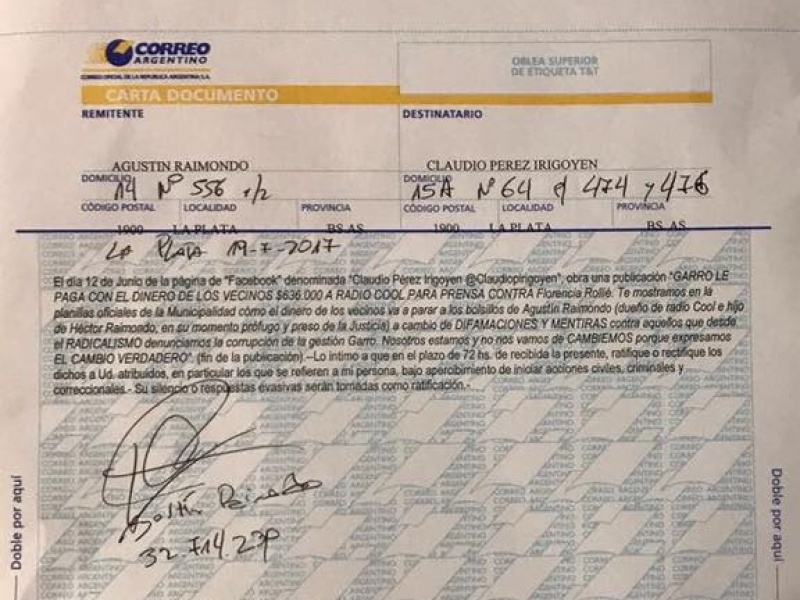 CORREO
ARGENTINO
CORREO OFICIAL DE LA REPUBLICA ARGENTINA S.A.
OBLEA SUPERIOR
DE ETIQUETA T&T
CARTA DOCUMENTO
REMITENTE
DESTINATARIO
AGUSTIN RAIMONDO
CLAUDIO PEREZ IRIGOYEN
DOMICILIO
14 Nº 556 1/2
DOMICILIO
15A Nº 64 e/ 474 y 476
CÓDIGO POSTAL LOCALIDAD PROVINCIA
CÓDIGO POSTAL LOCALIDAD PROVINCIA
1900 LA PLATA BS.AS.
1900 LA PLATA BS.AS.
LA PLATA 19-7-2017
El día 12 de Junio de la página de "Facebook" denominada "Claudio Pérez Irigoyen @Claudiopirigoyen", obra una publicación "GARRO LE
PAGA CON EL DINERO DE LOS VECINOS $636.000 A RADIO COOL PARA PRENSA CONTRA Florencia Rollié. Te mostramos en la
planillas oficiales de la Municipalidad cómo el dinero de los vecinos va a parar a los bolsillos de Agustín Raimondo (dueño de radio Cool e hijo
de Héctor Raimondo, en su momento prófugo y preso de la Justicia) a cambio de DIFAMACIONES Y MENTIRAS contra aquellos que desde
el RADICALISMO denunciamos la corrupción de la gestión Garro. Nosotros estamos y no nos vamos de CAMBIEMOS porque expresamos
EL CAMBIO VERDADERO". (fin de la publicación).--Lo intimo a que en el plazo de 72 hs. de recibida la presente, ratifique o rectifique los
dichos a Ud. atribuidos, en particular los que se refieren a mi persona, bajo apercibimiento de iniciar acciones civiles, criminales y
correccionales.- Su silencio o respuestas evasivas serán tomadas como ratificación.-
Agustín Raimondo
32.714.239
Doble por aquí
Doble por aquí